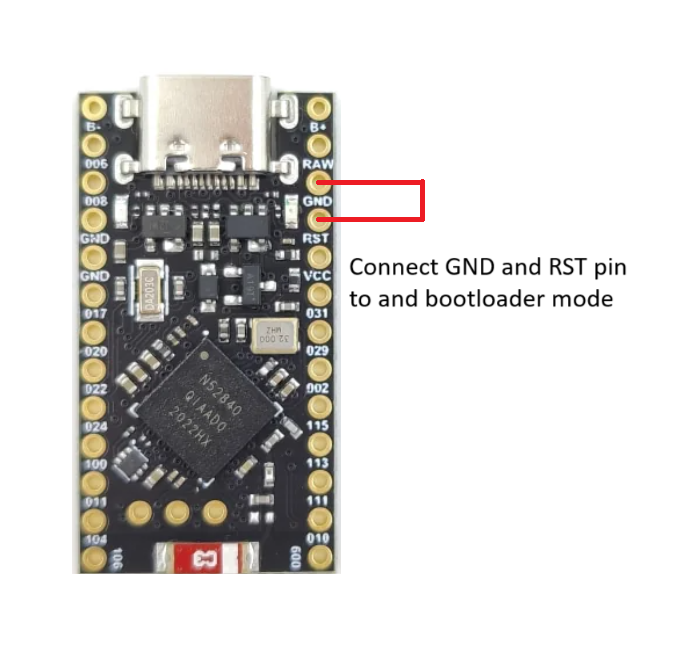 B-
B+
006
RAW
008
GND
GND
RST
GND
VCC
017
031
020
029
022
002
024
115
100
113
011
111
104
010
106
009
DA203C
32.000
MHZ
N52840
QIAAD0
2022HX
Connect GND and RST pin
to and bootloader mode